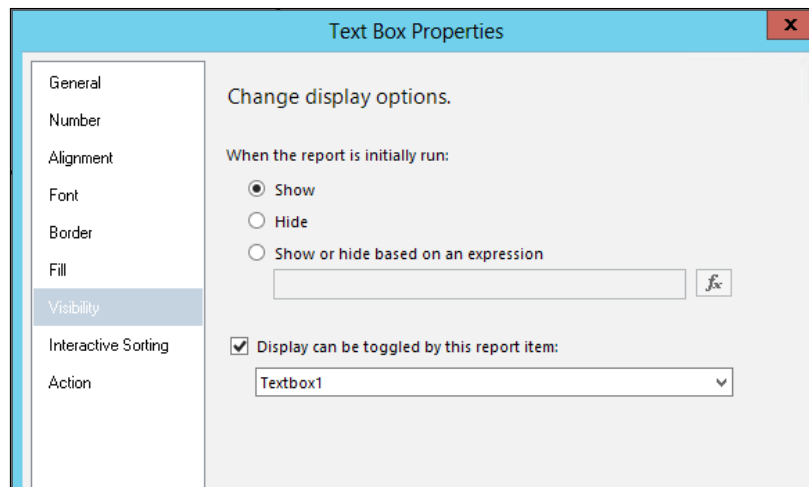 Text Box Properties
x
General
Number
Alignment
Font
Border
Fill
Visibility
Interactive Sorting
Action
Change display options.
When the report is initially run:
Show
Hide
Show or hide based on an expression
fx
Display can be toggled by this report item:
Textbox1